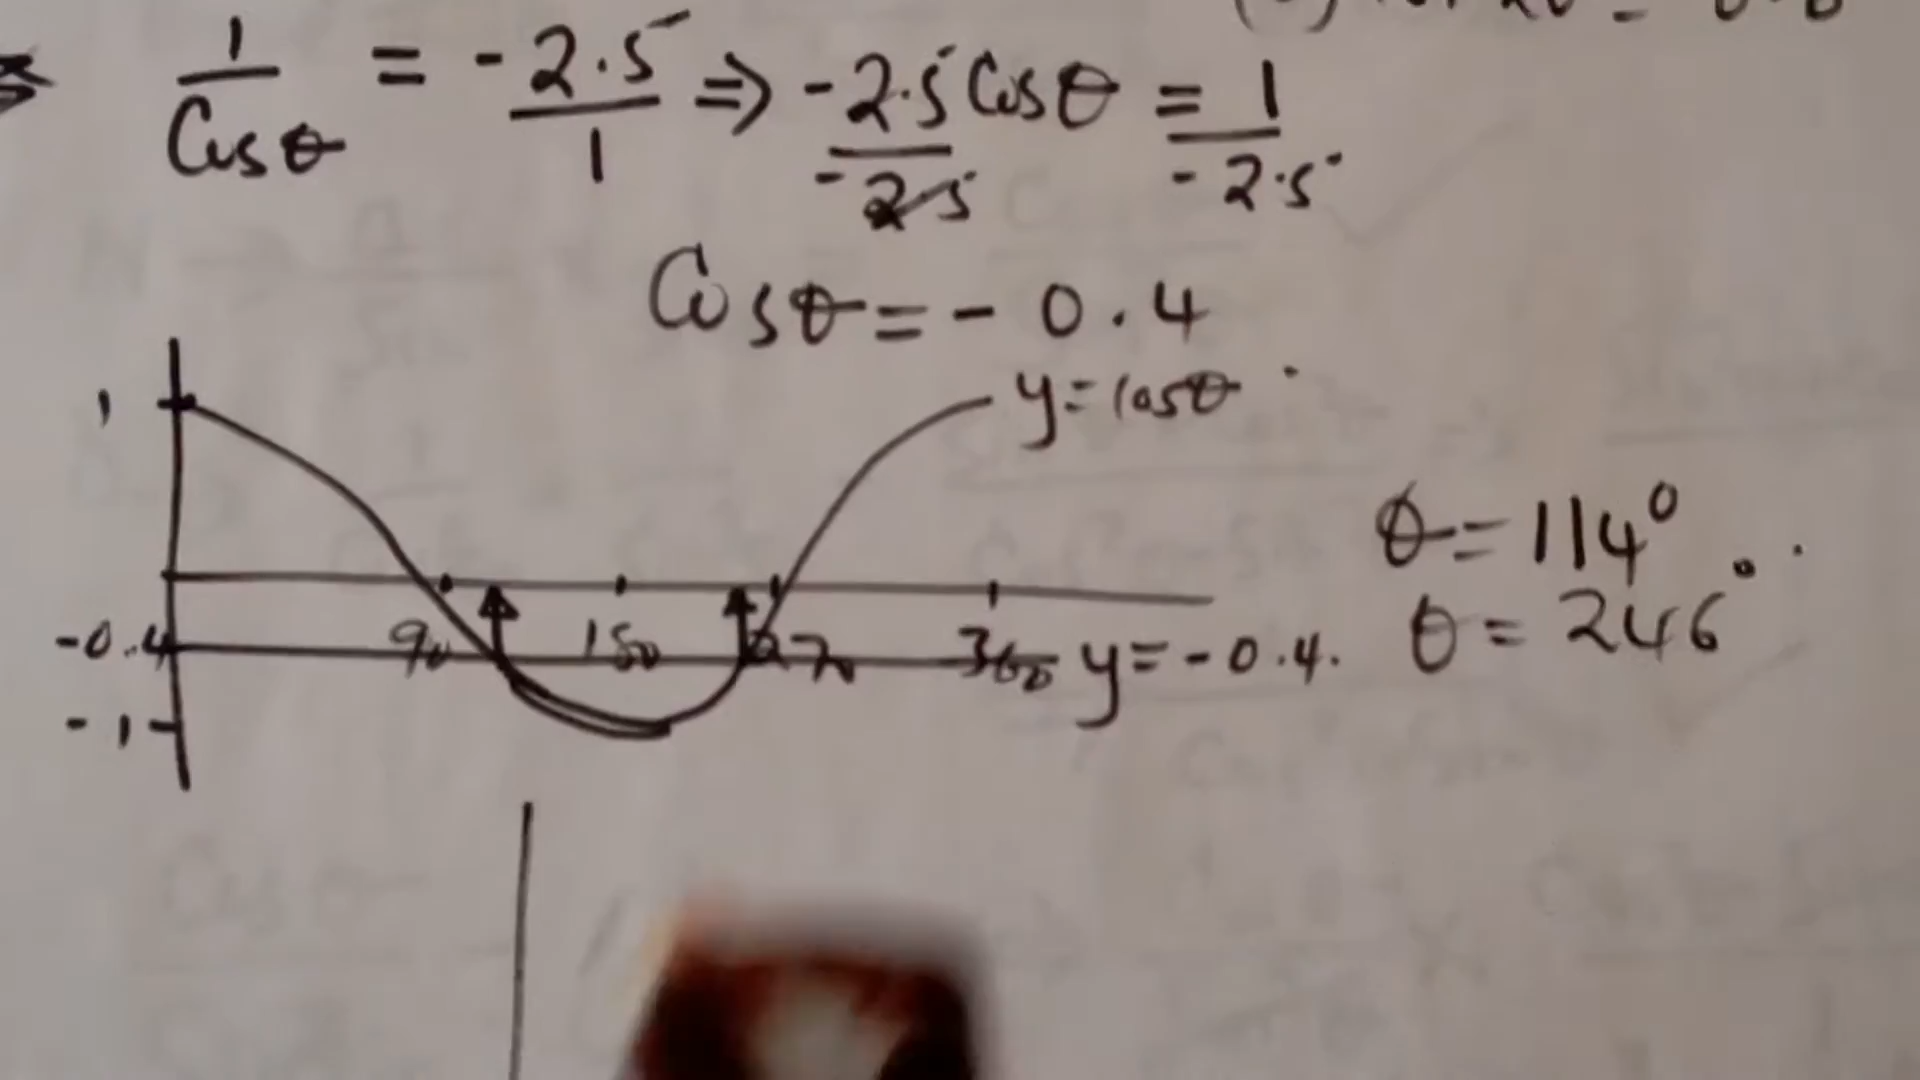 1/Cosθ = -2.5/1 ⇒ -2.5Cosθ/-2.5 = 1/-2.5
Cosθ = - 0.4
1
y=cosθ
θ = 114°
-0.4 90 180 270 360 y = -0.4. θ = 246°
-1